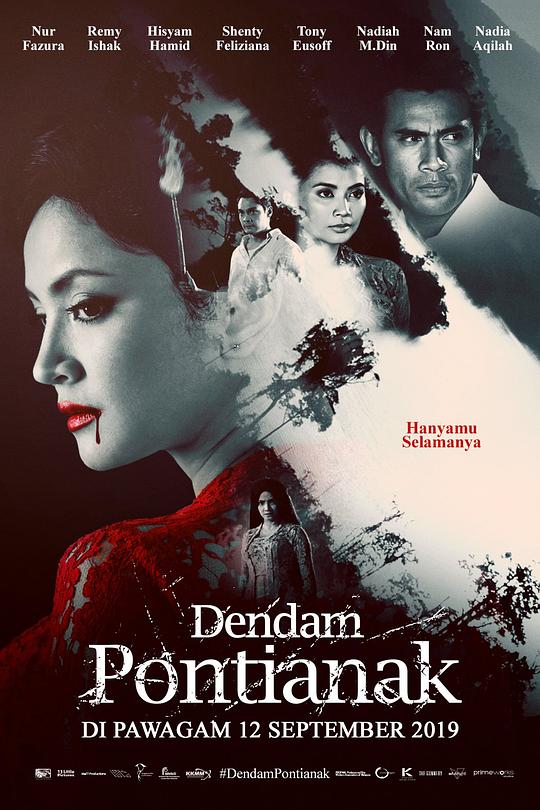 Nur Fazura
Remy Ishak
Hisyam Hamid
Shenty Feliziana
Tony Eusoff
Nadiah M.Din
Nam Ron
Nadia Aqilah
Hanyamu
Selamanya
Dendam
Pontianak
DI PAWAGAM 12 SEPTEMBER 2019
#DendamPontianak
primeworks